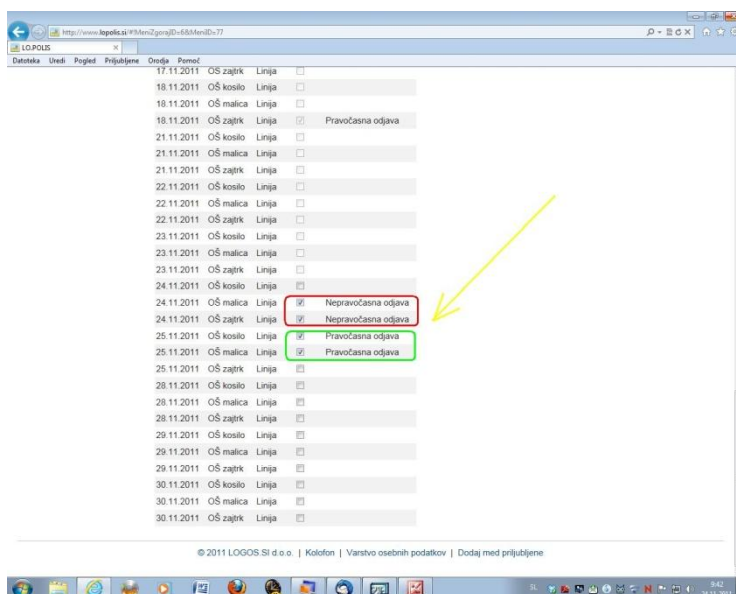 http://www.lopolis.si/#!MeniZgorajID=6&MeniID=77
LO.POLIS
Datoteka Uredi Pogled Priljubljene Orodja Pomoč
17.11.2011 OŠ zajtrk Linija
18.11.2011 OŠ kosilo Linija
18.11.2011 OŠ malica Linija
18.11.2011 OŠ zajtrk Linija Pravočasna odjava
21.11.2011 OŠ kosilo Linija
21.11.2011 OŠ malica Linija
21.11.2011 OŠ zajtrk Linija
22.11.2011 OŠ kosilo Linija
22.11.2011 OŠ malica Linija
22.11.2011 OŠ zajtrk Linija
23.11.2011 OŠ kosilo Linija
23.11.2011 OŠ malica Linija
23.11.2011 OŠ zajtrk Linija
24.11.2011 OŠ kosilo Linija
24.11.2011 OŠ malica Linija Nepravočasna odjava
24.11.2011 OŠ zajtrk Linija Nepravočasna odjava
25.11.2011 OŠ kosilo Linija Pravočasna odjava
25.11.2011 OŠ malica Linija Pravočasna odjava
25.11.2011 OŠ zajtrk Linija
28.11.2011 OŠ kosilo Linija
28.11.2011 OŠ malica Linija
28.11.2011 OŠ zajtrk Linija
29.11.2011 OŠ kosilo Linija
29.11.2011 OŠ malica Linija
29.11.2011 OŠ zajtrk Linija
30.11.2011 OŠ kosilo Linija
30.11.2011 OŠ malica Linija
30.11.2011 OŠ zajtrk Linija
© 2011 LOGOS.SI d.o.o. | Kolofon | Varstvo osebnih podatkov | Dodaj med priljubljene
SL 9:42